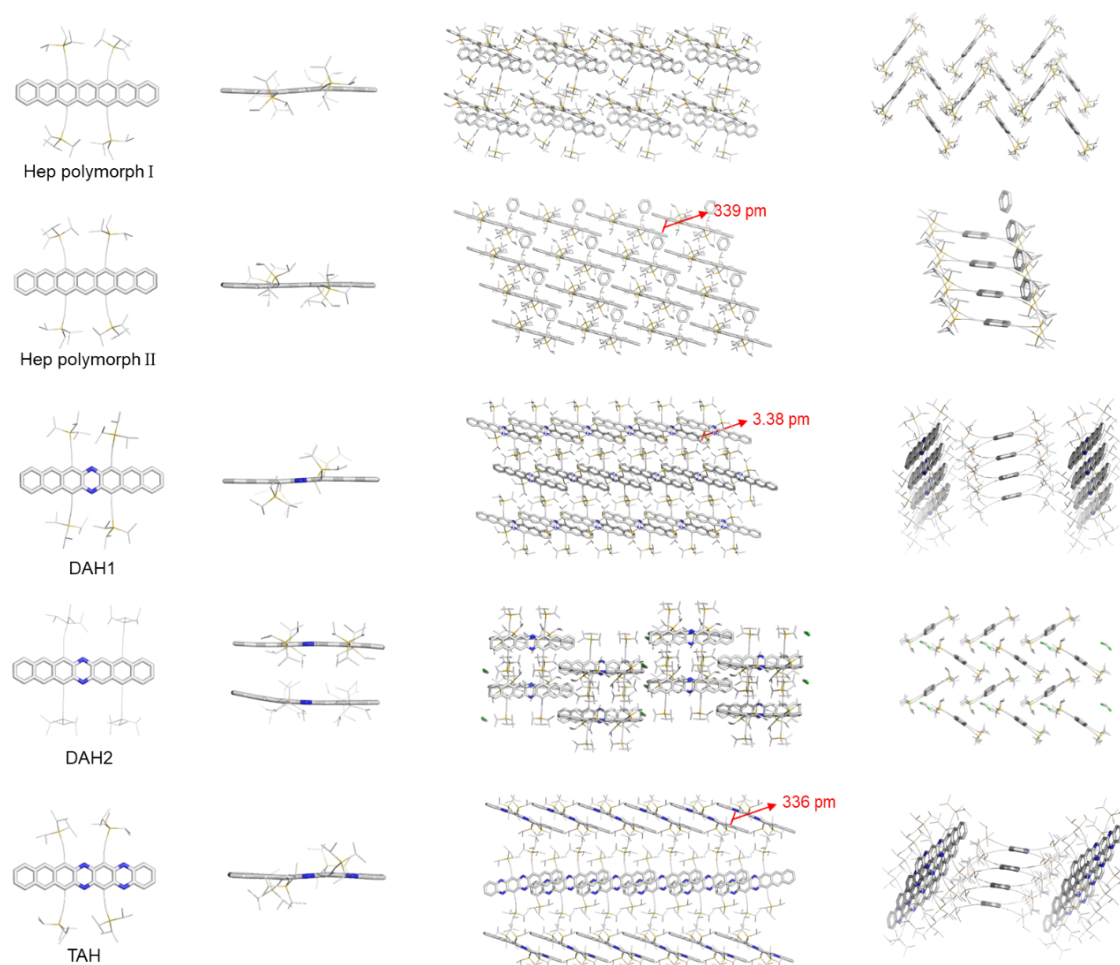 Hep polymorph I
339 pm
Hep polymorph II
3.38 pm
DAH1
DAH2
336 pm
TAH